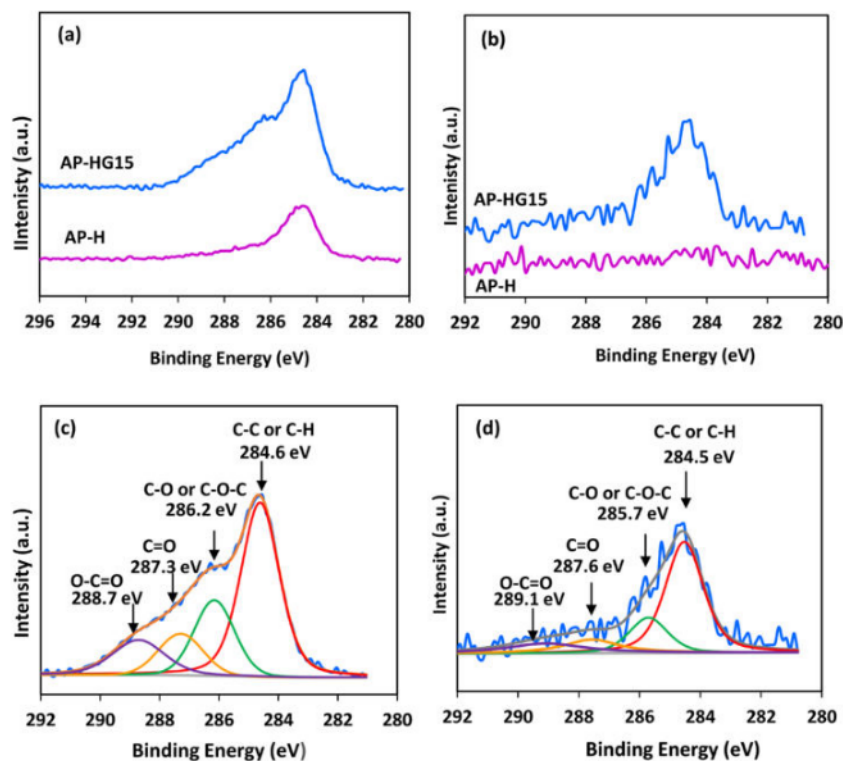 (a)
IIntenisty (a.u.)
AP-HG15
AP-H
296 294 292 290 288 286 284 282 280
Binding Energy (eV)
(b)
Intenisty (a.u.)
AP-HG15
AP-H
292 290 288 286 284 282 280
Binding Energy (eV)
(c)
Intensity (a.u.)
C-C or C-H
284.6 eV
C-O or C-O-C
286.2 eV
C=O
287.3 eV
O-C=O
288.7 eV
292 290 288 286 284 282 280
Binding Energy (eV)
(d)
Intensity (a.u.)
C-C or C-H
284.5 eV
C-O or C-O-C
285.7 eV
C=O
287.6 eV
O-C=O
289.1 eV
292 290 288 286 284 282 280
Binding Energy (eV)